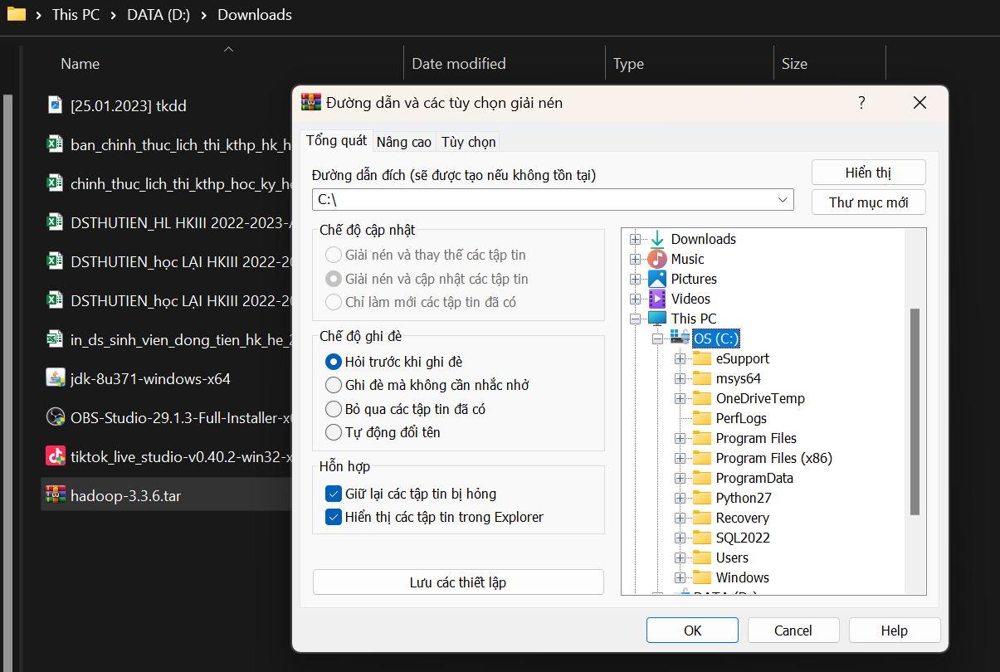 This PC > DATA (D:) > Downloads
Name Date modified Type Size
[25.01.2023] tkdd
ban_chinh_thuc_lich_thi_kthp_hk_h
chinh_thuc_lich_thi_kthp_hoc_ky_he
DSTHUTIEN_HL HKIII 2022-2023-
DSTHUTIEN_học LẠI HKIII 2022-20
DSTHUTIEN_học LẠI HKIII 2022-20
in_ds_sinh_vien_dong_tien_hk_he_2
jdk-8u371-windows-x64
OBS-Studio-29.1.3-Full-Installer-x
tiktok_live_studio-v0.40.2-win32-x
hadoop-3.3.6.tar
Đường dẫn và các tùy chọn giải nén
?
Tổng quát Nâng cao Tùy chọn
Đường dẫn đích (sẽ được tạo nếu không tồn tại)
C:\
Hiển thị
Thư mục mới
Chế độ cập nhật
Giải nén và thay thế các tập tin
Giải nén và cập nhật các tập tin
Chỉ làm mới các tập tin đã có
Chế độ ghi đè
Hỏi trước khi ghi đè
Ghi đè mà không cần nhắc nhở
Bỏ qua các tập tin đã có
Tự động đổi tên
Hỗn hợp
Giữ lại các tập tin bị hỏng
Hiển thị các tập tin trong Explorer
Lưu các thiết lập
Downloads
Music
Pictures
Videos
This PC
OS (C:)
eSupport
msys64
OneDriveTemp
PerfLogs
Program Files
Program Files (x86)
ProgramData
Python27
Recovery
SQL2022
Users
Windows
DATA (D:)
OK Cancel Help